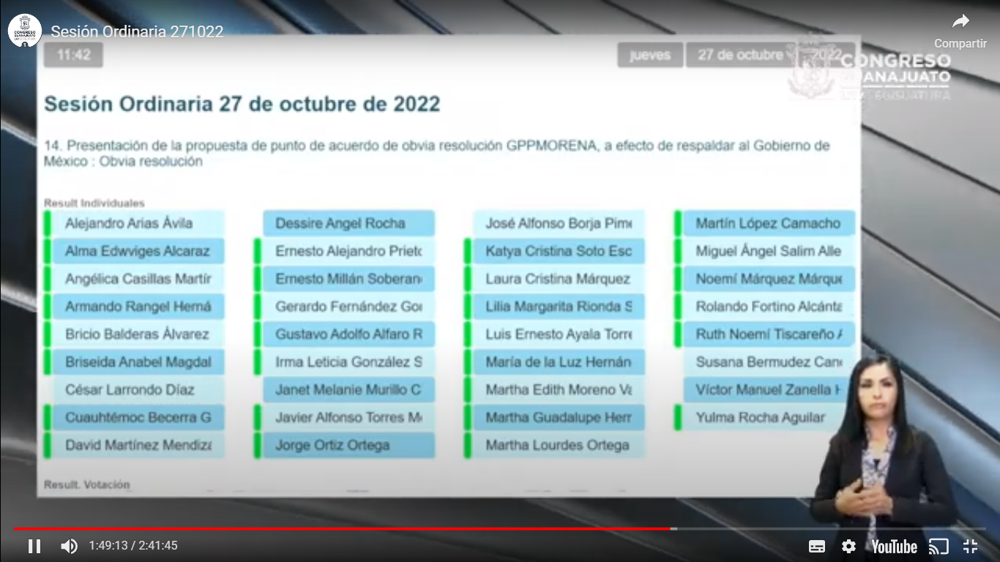 Sesión Ordinaria 271022
Compartir
11:42
jueves
27 de octubre
2022
CONGRESO
GUANAJUATO
LXV LEGISLATURA
Sesión Ordinaria 27 de octubre de 2022
14. Presentación de la propuesta de punto de acuerdo de obvia resolución GPPMORENA, a efecto de respaldar al Gobierno de
México : Obvia resolución
Result Individuales
Alejandro Arias Ávila
Alma Edwviges Alcaraz
Angélica Casillas Martír
Armando Rangel Herná
Bricio Balderas Álvarez
Briseida Anabel Magdal
César Larrondo Díaz
Cuauhtémoc Becerra G
David Martínez Mendiza
Dessire Angel Rocha
Ernesto Alejandro Prieto
Ernesto Millán Soberan
Gerardo Fernández Gor
Gustavo Adolfo Alfaro R
Irma Leticia González S
Janet Melanie Murillo C
Javier Alfonso Torres Me
Jorge Ortiz Ortega
José Alfonso Borja Pime
Katya Cristina Soto Esc
Laura Cristina Márquez
Lilia Margarita Rionda S
Luis Ernesto Ayala Torre
María de la Luz Hernán
Martha Edith Moreno Va
Martha Guadalupe Herr
Martha Lourdes Ortega
Martín López Camacho
Miguel Ángel Salim Alle
Noemí Márquez Márque
Rolando Fortino Alcánta
Ruth Noemí Tiscareño A
Susana Bermudez Cano
Víctor Manuel Zanella H
Yulma Rocha Aguilar
Result. Votación
1:49:13 / 2:41:45
YouTube